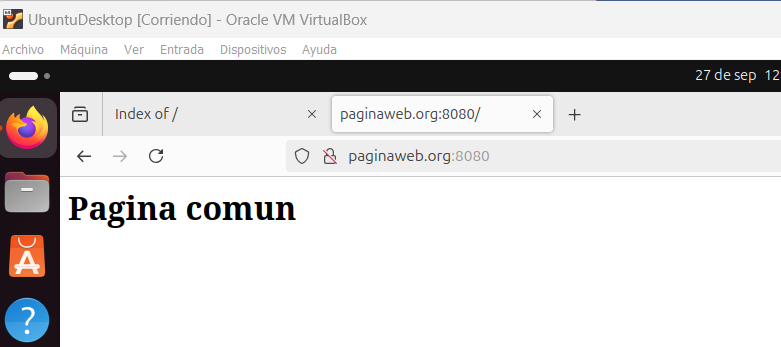 UbuntuDesktop [Corriendo] - Oracle VM VirtualBox
Archivo Máquina Ver Entrada Dispositivos Ayuda
27 de sep 12
Index of /
paginaweb.org:8080/
paginaweb.org:8080
Pagina comun